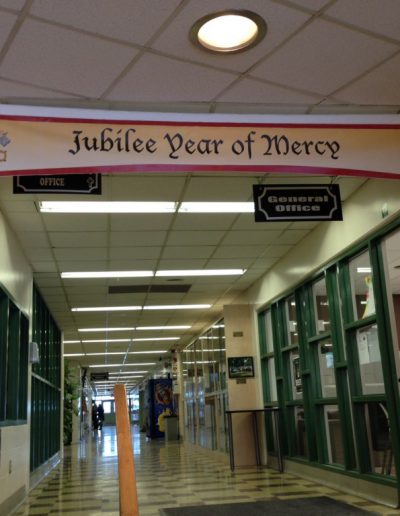 Jubilee Year of Mercy
OFFICE
General
Office